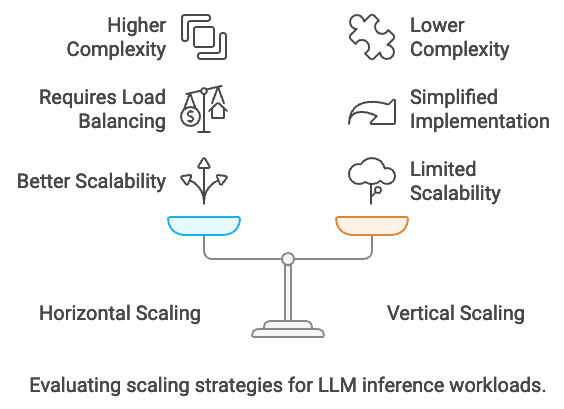 Higher
Complexity
Lower
Complexity
Requires Load
Balancing
$
Simplified
Implementation
Better Scalability
Limited
Scalability
Horizontal Scaling
Vertical Scaling
Evaluating scaling strategies for LLM inference workloads.